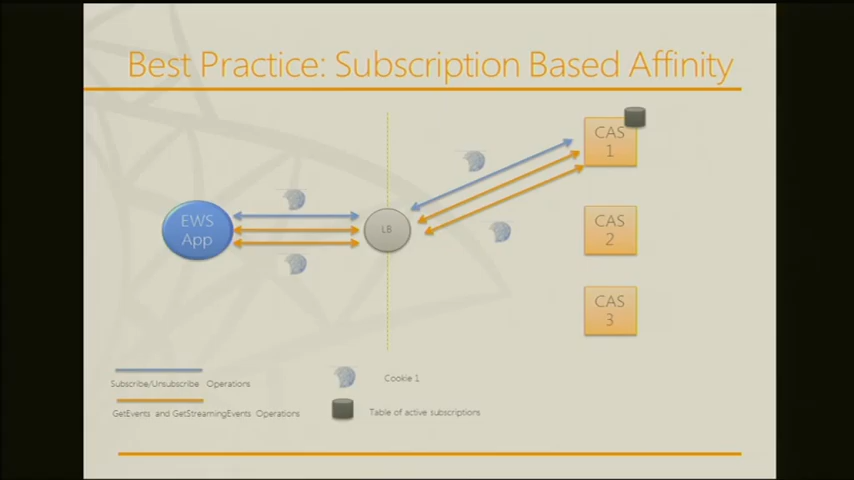 Best Practice: Subscription Based Affinity
CAS
1
EWS
App
LB
CAS
2
CAS
3
Subscribe/Unsubscribe Operations
Cookie 1
GetEvents and GetStreamingEvents Operations
Table of active subscriptions